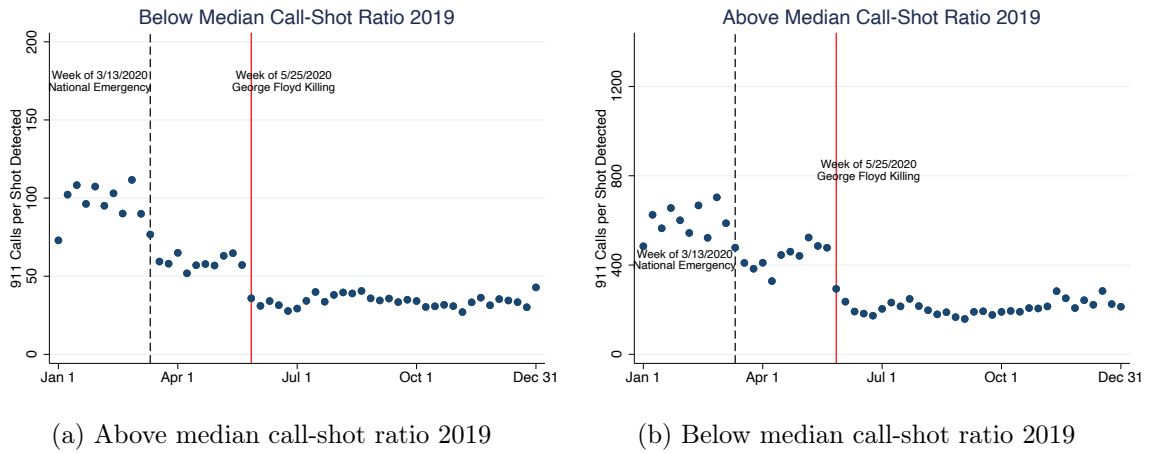 Below Median Call-Shot Ratio 2019
911 Calls per Shot Detected
200
150
100
50
0
Week of 3/13/2020
National Emergency
Week of 5/25/2020
George Floyd Killing
Jan 1 Apr 1 Jul 1 Oct 1 Dec 31
(a) Above median call-shot ratio 2019
Above Median Call-Shot Ratio 2019
911 Calls per Shot Detected
1200
800
400
0
Week of 5/25/2020
George Floyd Killing
Week of 3/13/2020
National Emergency
Jan 1 Apr 1 Jul 1 Oct 1 Dec 31
(b) Below median call-shot ratio 2019